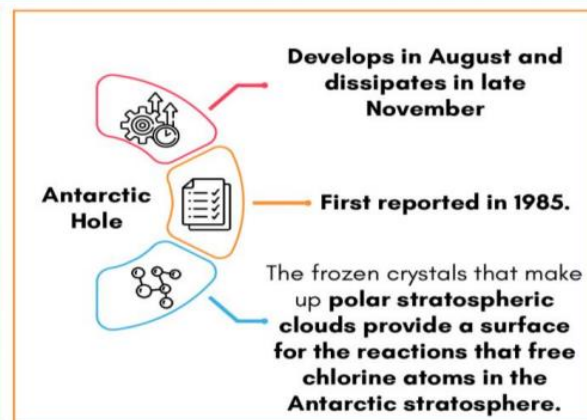 Develops in August and
dissipates in late
November
Antarctic
Hole
First reported in 1985.
The frozen crystals that make
up polar stratospheric
clouds provide a surface
for the reactions that free
chlorine atoms in the
Antarctic stratosphere.